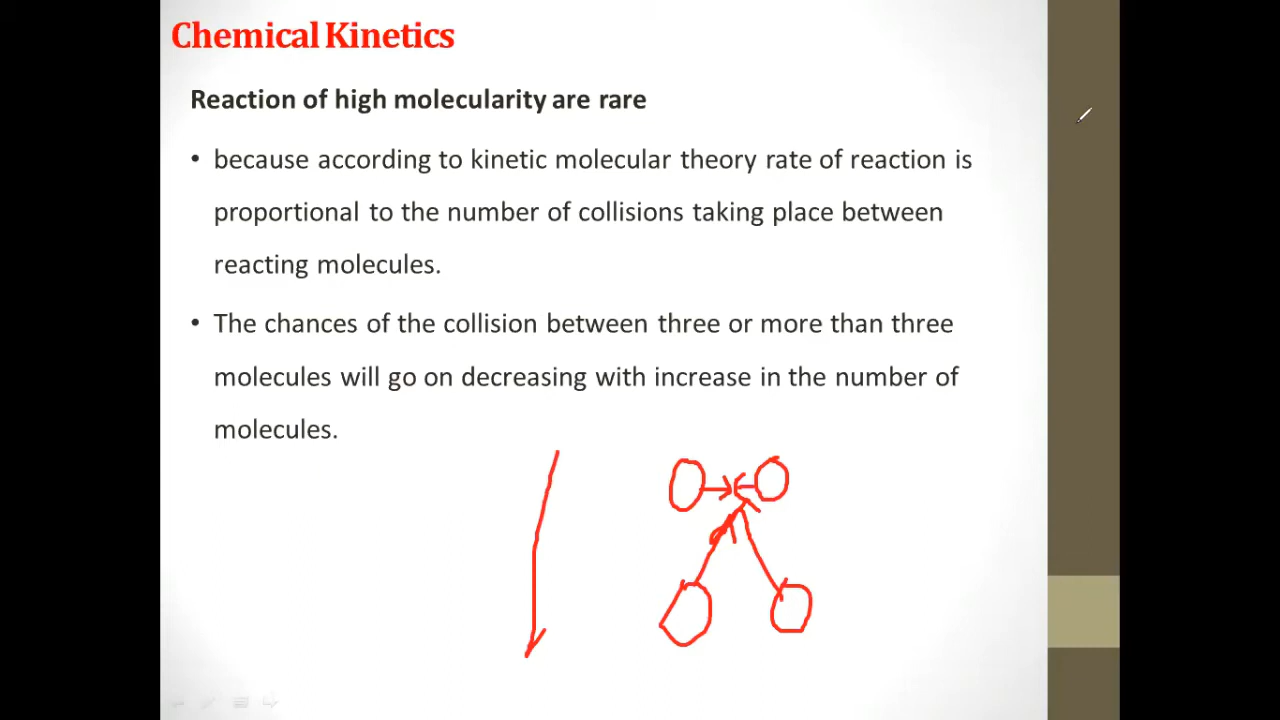 Chemical Kinetics
Reaction of high molecularity are rare
• because according to kinetic molecular theory rate of reaction is
proportional to the number of collisions taking place between
reacting molecules.
• The chances of the collision between three or more than three
molecules will go on decreasing with increase in the number of
molecules.